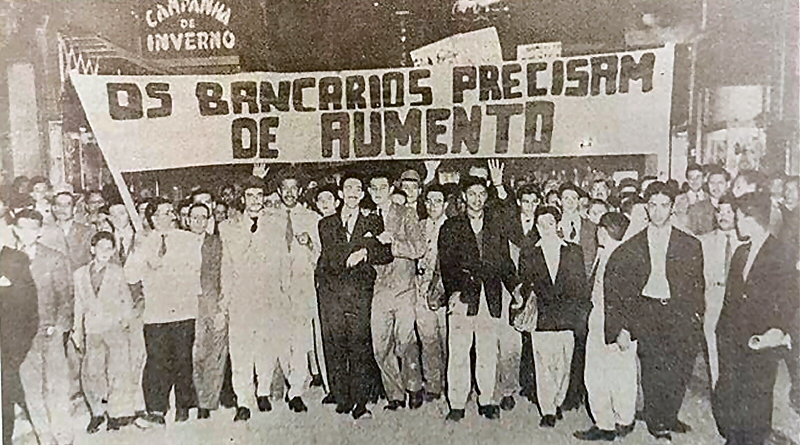 CAMPANHA
DE
INVERNO
OS BANCARIOS PRECISAM
DE AUMENTO